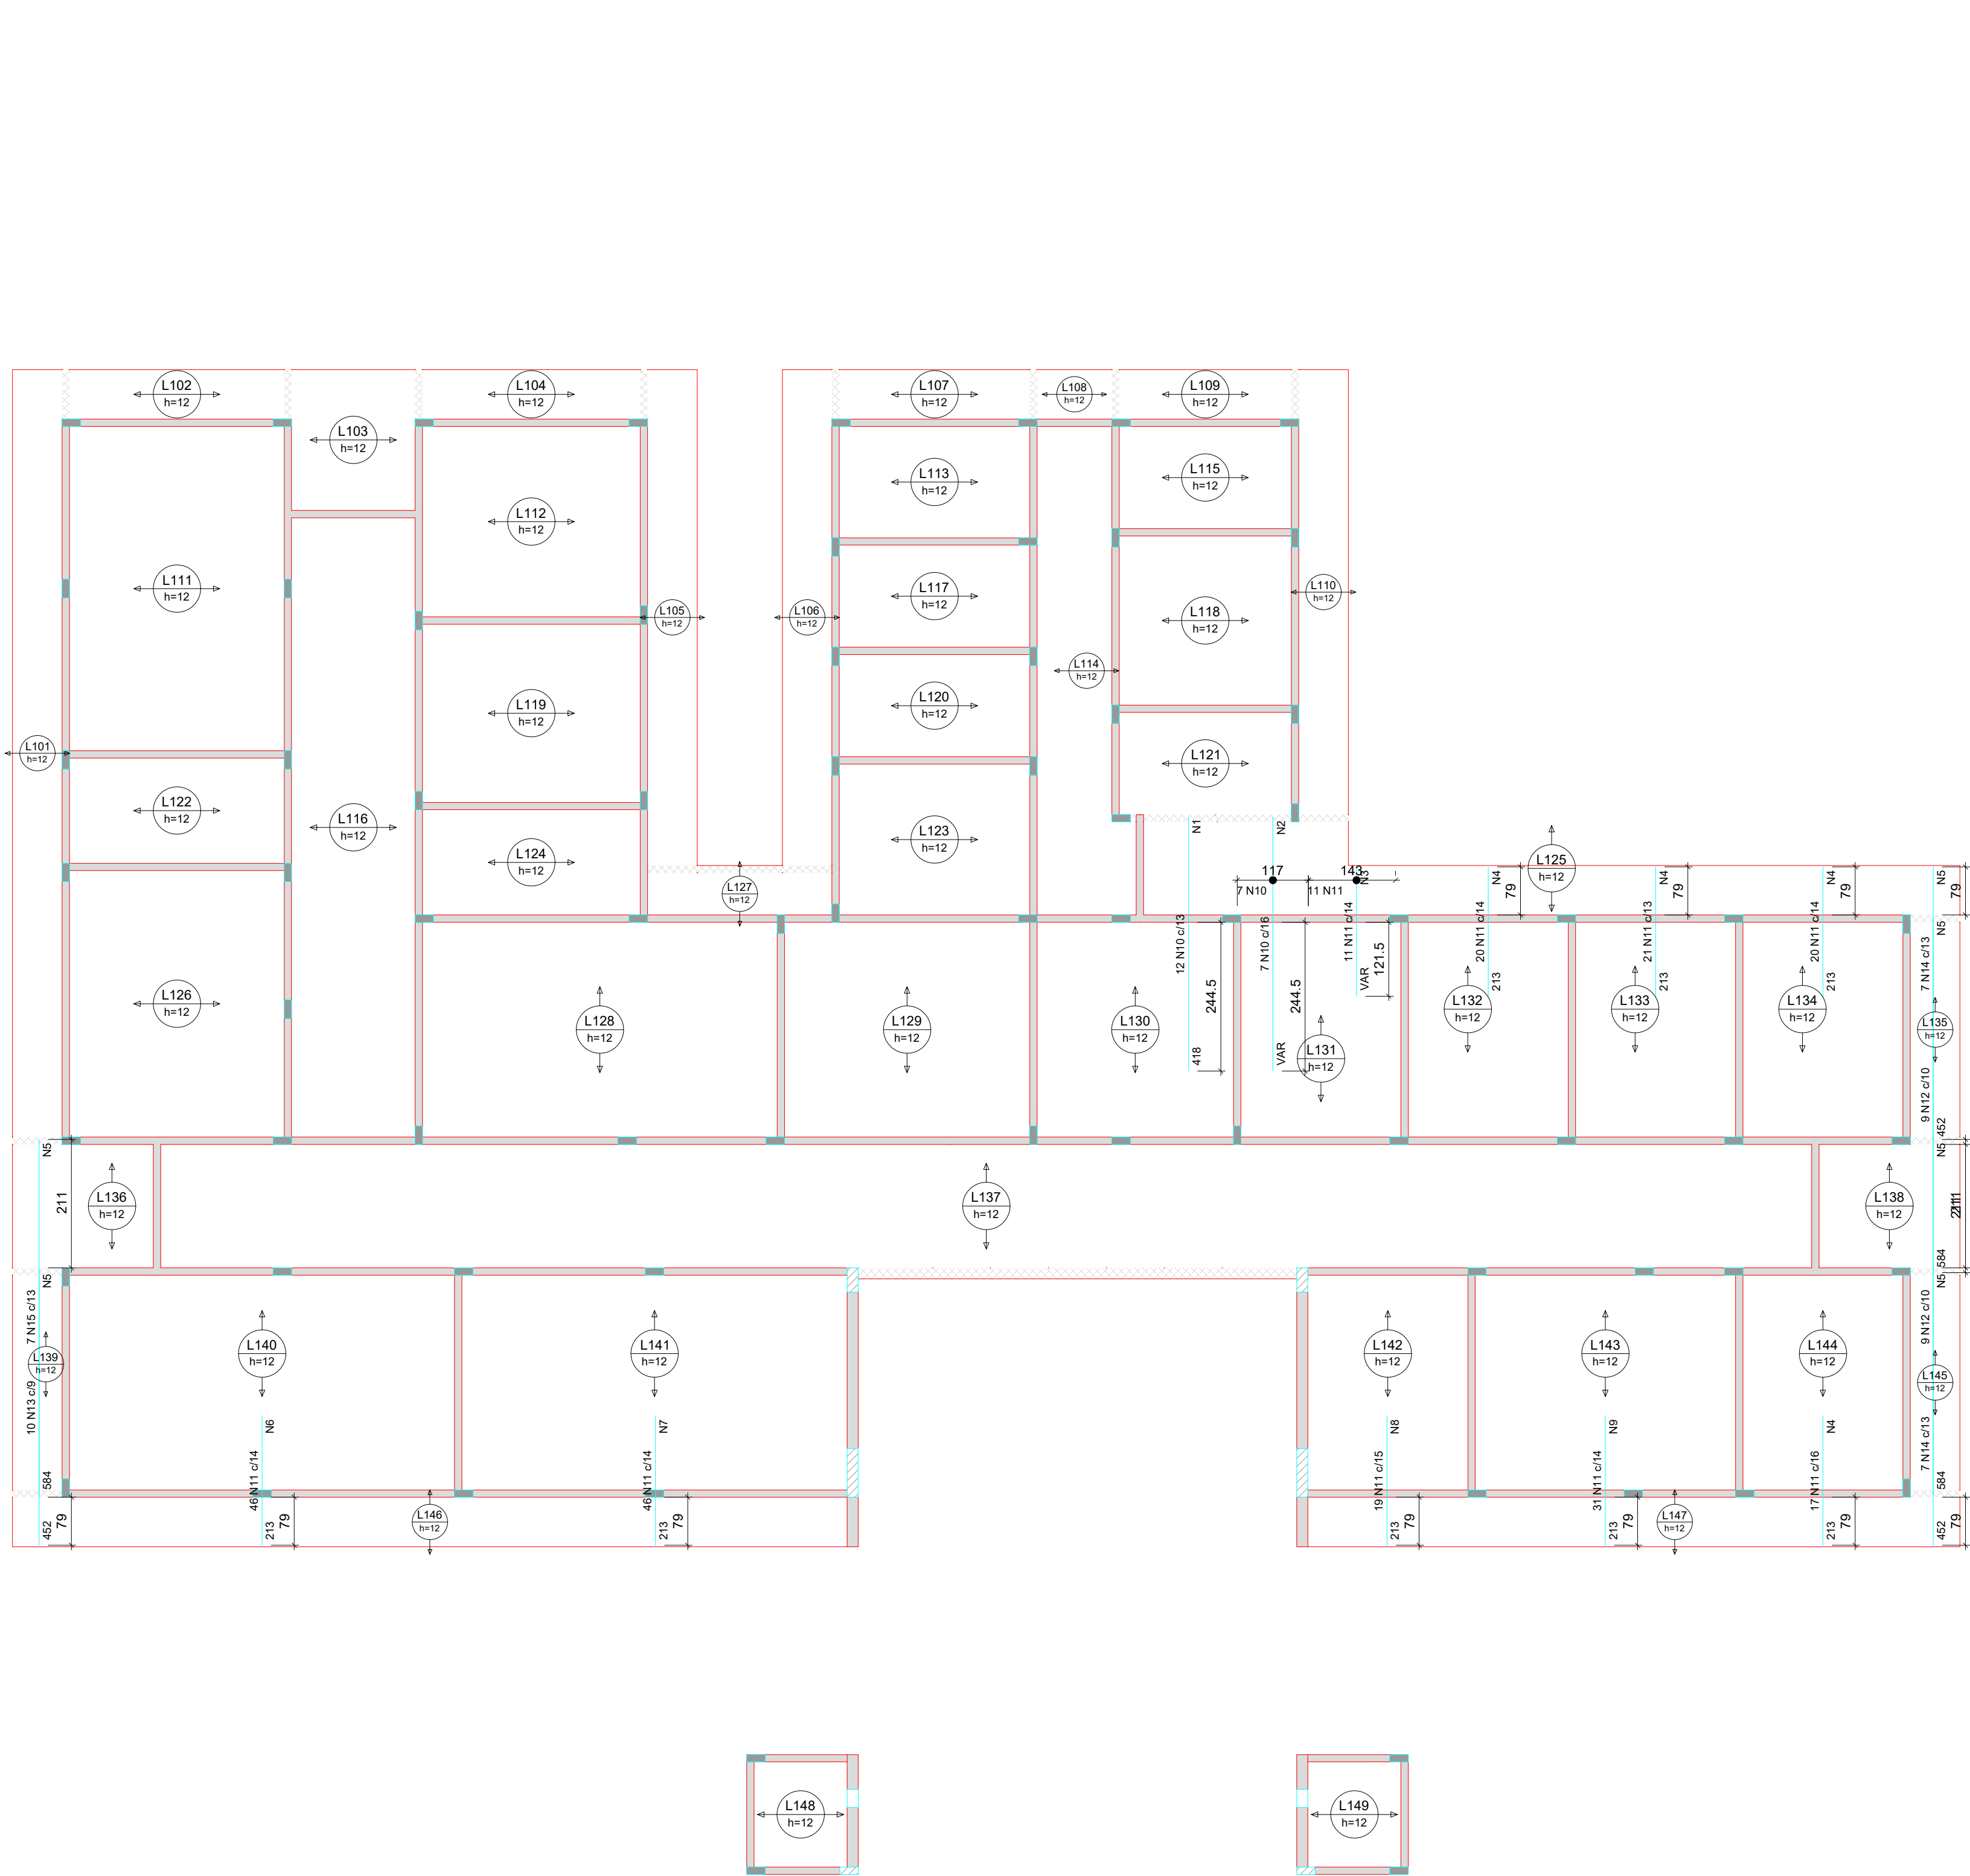 L102
h=12
L104
h=12
L107
h=12
L108
h=12
L109
h=12
L103
h=12
L113
h=12
L115
h=12
L112
h=12
L111
h=12
L117
h=12
L110
h=12
L105
h=12
L106
h=12
L118
h=12
L114
h=12
L120
h=12
L119
h=12
L101
h=12
L121
h=12
L122
h=12
L116
h=12
L123
h=12
L124
h=12
L127
h=12
L125
h=12
N1
N2
117
143
N3
7 N10
11 N11
12 N10 c/13
7 N10 c/16
11 N11 c/14
244.5
244.5
121.5
418
VAR
VAR
N4
79
20 N11 c/14
213
N4
79
21 N11 c/13
213
N4
79
20 N11 c/14
213
N5
79
N5
7 N14 c/13
9 N12 c/10
452
L126
h=12
L128
h=12
L129
h=12
L130
h=12
L131
h=12
L132
h=12
L133
h=12
L134
h=12
L135
h=12
N5
211
N5
L136
h=12
L137
h=12
L138
h=12
N5
211
584
N5
7 N15 c/13
10 N13 c/9
584
452
79
L139
h=12
L140
h=12
L141
h=12
L142
h=12
L143
h=12
L144
h=12
L145
h=12
9 N12 c/10
7 N14 c/13
584
452
79
N6
46 N11 c/14
213
79
N7
46 N11 c/14
213
79
N8
19 N11 c/15
213
79
N9
31 N11 c/14
213
79
N4
17 N11 c/16
213
79
L146
h=12
L147
h=12
L148
h=12
L149
h=12